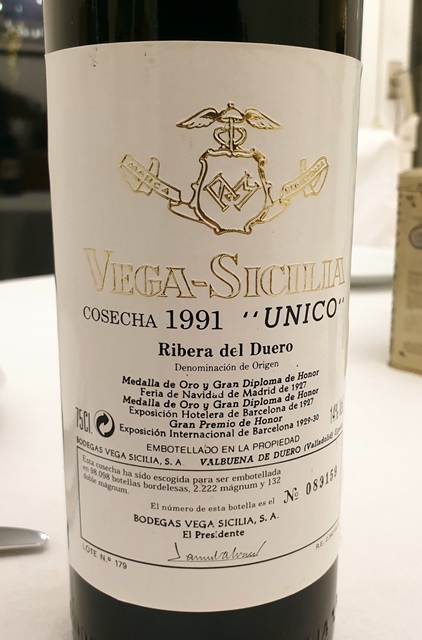 MARCA
VEGA-SICILIA
COSECHA 1991 "UNICO"
Ribera del Duero
Denominación de Origen
Medalla de Oro y Gran Diploma de Honor
Feria de Navidad de Madrid de 1927
Medalla de Oro y Gran Diploma de Honor
Exposición Hotelera de Barcelona de 1927
Gran Premio de Honor
Exposición Internacional de Barcelona 1929-30
75Cl.
14%
EMBOTELLADO EN LA PROPIEDAD
BODEGAS VEGA SICILIA, S. A. VALBUENA DE DUERO (Valladolid)
Esta cosecha ha sido escogida para ser embotellada
en 98.098 botellas bordelesas, 2.222 mágnum y 132
doble mágnum.
El número de esta botella es el Nº 089159
BODEGAS VEGA SICILIA, S. A.
El Presidente
LOTE N.º 179